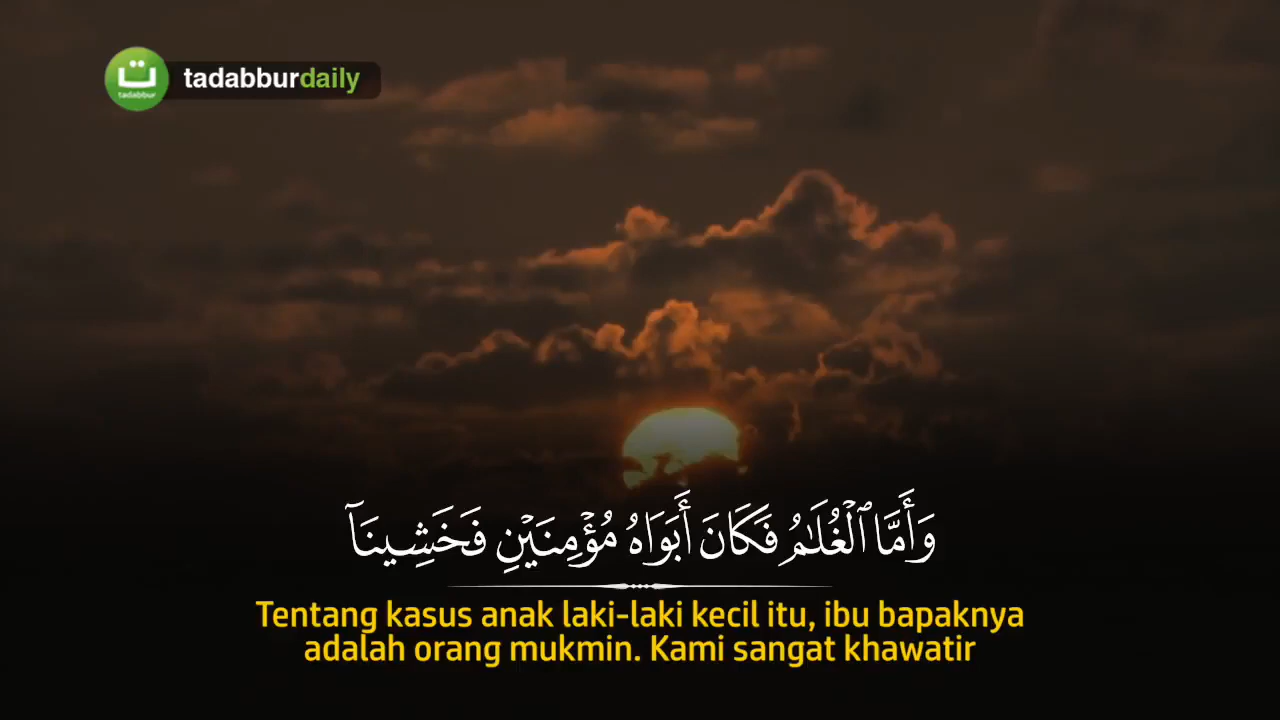 ت
tadabbur
tadabburdaily
وَأَمَّا ٱلْغُلَـٰمُ فَكَانَ أَبَوَاهُ مُؤْمِنَيْنِ فَخَشِينَآ
Tentang kasus anak laki-laki kecil itu, ibu bapaknya
adalah orang mukmin. Kami sangat khawatir